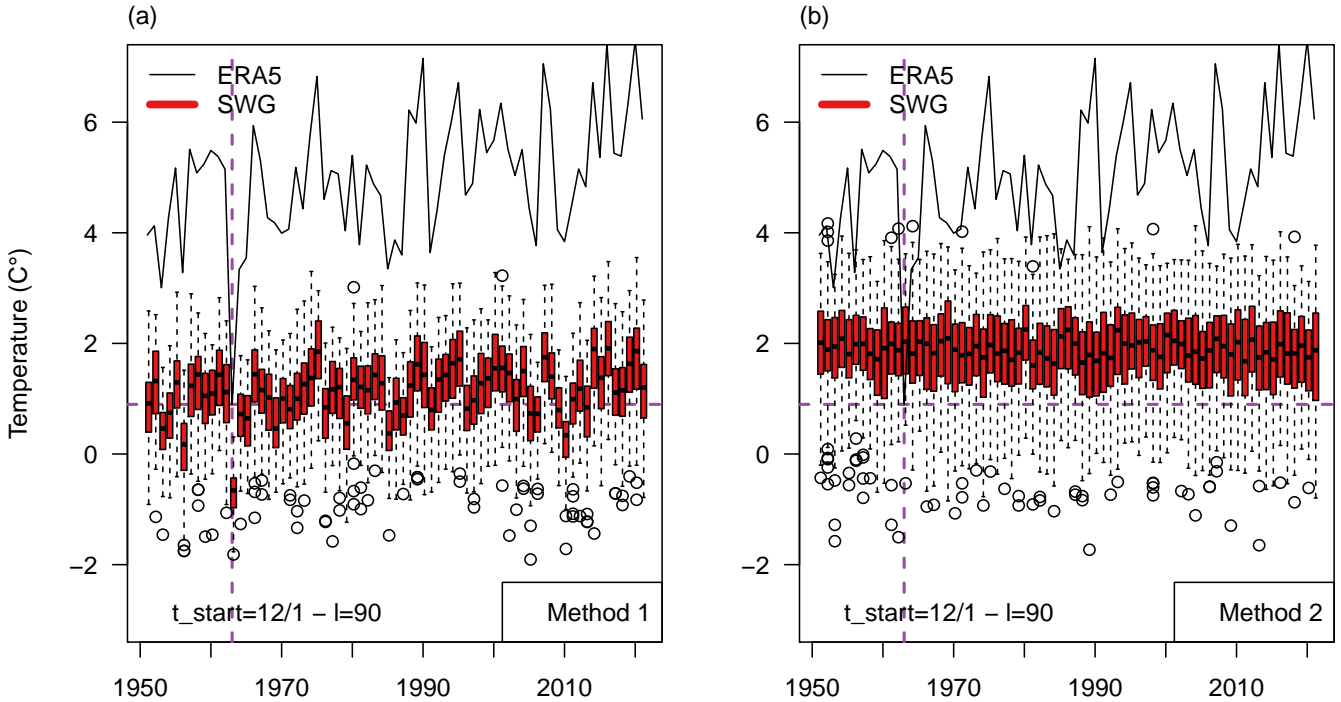 (a)
(b)
Temperature (C°)
ERA5
SWG
6
4
2
0
−2
t_start=12/1 − l=90
Method 1
1950
1970
1990
2010
ERA5
SWG
6
4
2
0
−2
t_start=12/1 − l=90
Method 2
1950
1970
1990
2010